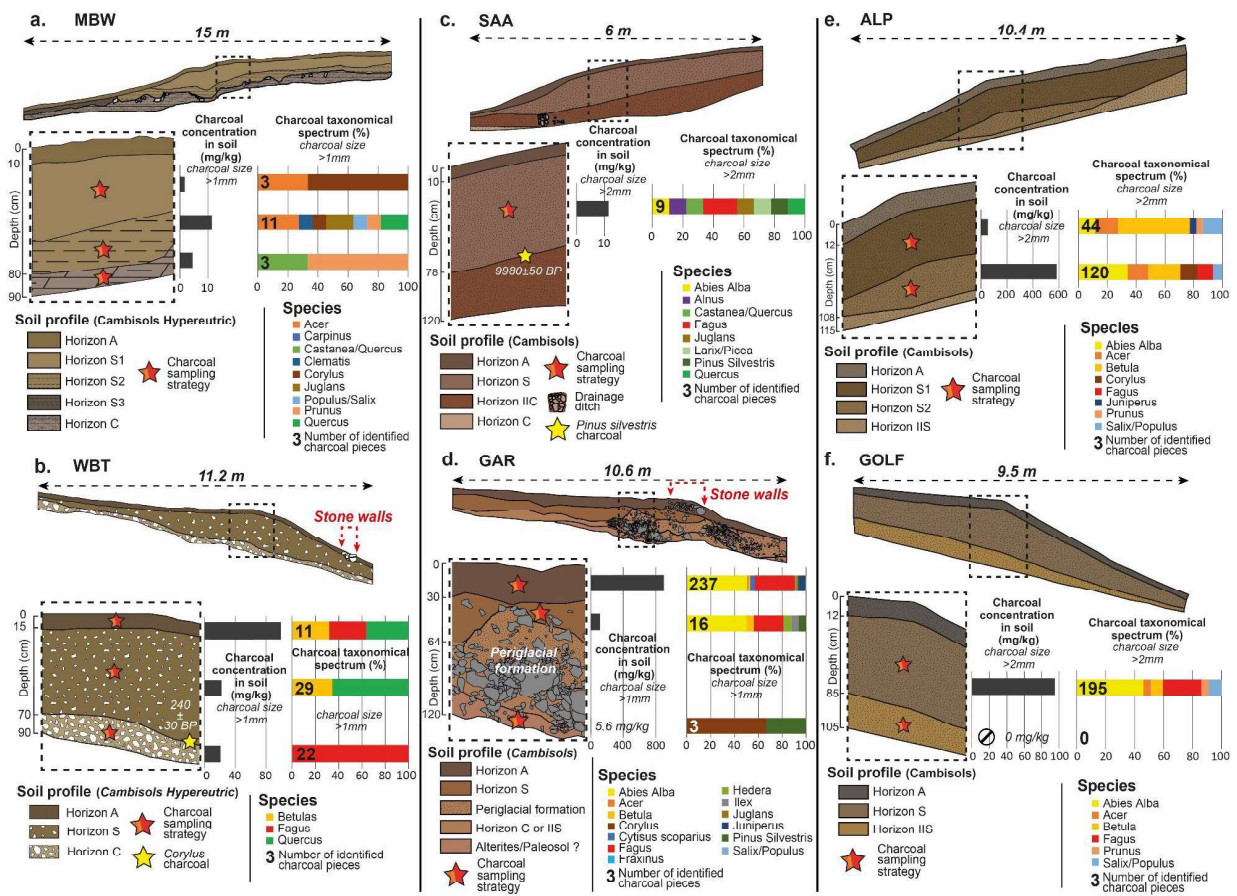 a. MBW
15 m
Charcoal concentration in soil (mg/kg)
charcoal size >1mm
Charcoal taxonomical spectrum (%)
charcoal size >1mm
0
10
40
80
90
Depth (cm)
3
11
3
0 10
0 20 40 60 80 100
Soil profile (Cambisols Hypereutric)
Horizon A
Horizon S1
Horizon S2
Horizon S3
Horizon C
Charcoal sampling strategy
Species
Acer
Carpinus
Castanea/Quercus
Clematis
Corylus
Juglans
Populus/Salix
Prunus
Quercus
3 Number of identified charcoal pieces
b. WBT
11.2 m
Stone walls
0
15
70
90
Depth (cm)
240 ± 30 BP
Charcoal concentration in soil (mg/kg)
charcoal size >1mm
0 40 80
11
Charcoal taxonomical spectrum (%)
29
charcoal size >1mm
22
0 20 40 60 80 100
Soil profile (Cambisols Hypereutric)
Horizon A
Horizon S
Horizon C
Charcoal sampling strategy
Corylus charcoal
Species
Betulas
Fagus
Quercus
3 Number of identified charcoal pieces
c. SAA
6 m
Charcoal concentration in soil (mg/kg)
charcoal size >2mm
Charcoal taxonomical spectrum (%)
charcoal size >2mm
0
10
78
120
Depth (cm)
9980±50 BP
0 10
9
0 20 40 60 80 100
Soil profile (Cambisols)
Horizon A
Horizon S
Horizon IIC
Horizon C
Charcoal sampling strategy
Drainage ditch
Pinus silvestris charcoal
Species
Abies Alba
Alnus
Castanea/Quercus
Fagus
Juglans
Larix/Picea
Pinus Silvestris
Quercus
3 Number of identified charcoal pieces
d. GAR
10.6 m
Stone walls
0
30
64
120
Depth (cm)
Periglacial formation
Charcoal concentration in soil (mg/kg)
charcoal size >1mm
5.6 mg/kg
0 400 800
237
16
Charcoal taxonomical spectrum (%)
charcoal size >1mm
3
0 20 40 60 80 100
Soil profile (Cambisols)
Horizon A
Horizon S
Periglacial formation
Horizon C or IIS
Alterites/Paleosol ?
Charcoal sampling strategy
Species
Abies Alba
Acer
Betula
Corylus
Cytisus scoparius
Fagus
Fraxinus
Hedera
Ilex
Juglans
Juniperus
Pinus Silvestris
Salix/Populus
3 Number of identified charcoal pieces
e. ALP
10.4 m
Charcoal concentration in soil (mg/kg)
charcoal size >2mm
Charcoal taxonomical spectrum (%)
charcoal size >2mm
0
12
108
115
Depth (cm)
44
120
0 200 400 600
0 20 40 60 80 100
Soil profile (Cambisols)
Horizon A
Horizon S1
Horizon S2
Horizon IIS
Charcoal sampling strategy
Species
Abies Alba
Acer
Betula
Corylus
Fagus
Juniperus
Prunus
Salix/Populus
3 Number of identified charcoal pieces
f. GOLF
9.5 m
Charcoal concentration in soil (mg/kg)
charcoal size >2mm
Charcoal taxonomical spectrum (%)
charcoal size >2mm
0
12
85
105
Depth (cm)
195
0 mg/kg
0
0 20 40 60 80 100
0 20 40 60 80 100
Soil profile (Cambisols)
Horizon A
Horizon S
Horizon IIS
Charcoal sampling strategy
Species
Abies Alba
Acer
Betula
Fagus
Prunus
Salix/Populus
3 Number of identified charcoal pieces